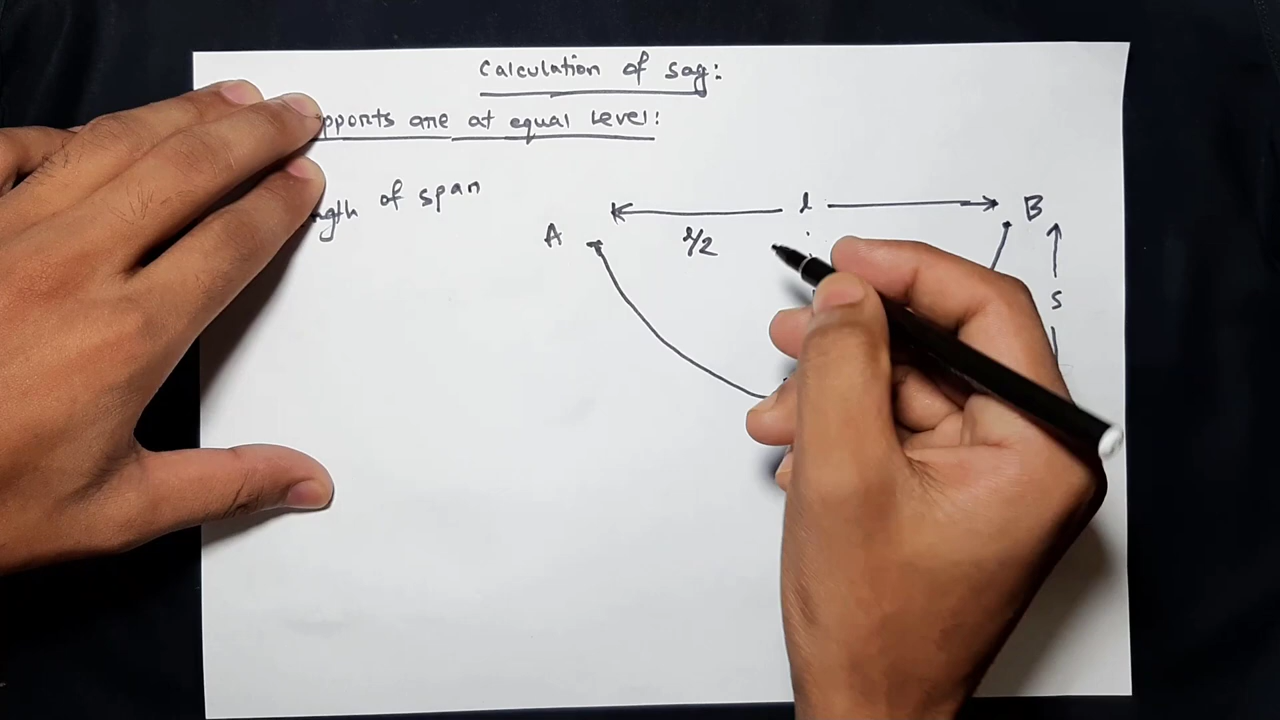 Calculation of sag:
pports are at equal level:
ngth of span
l
B
A
l/2
S